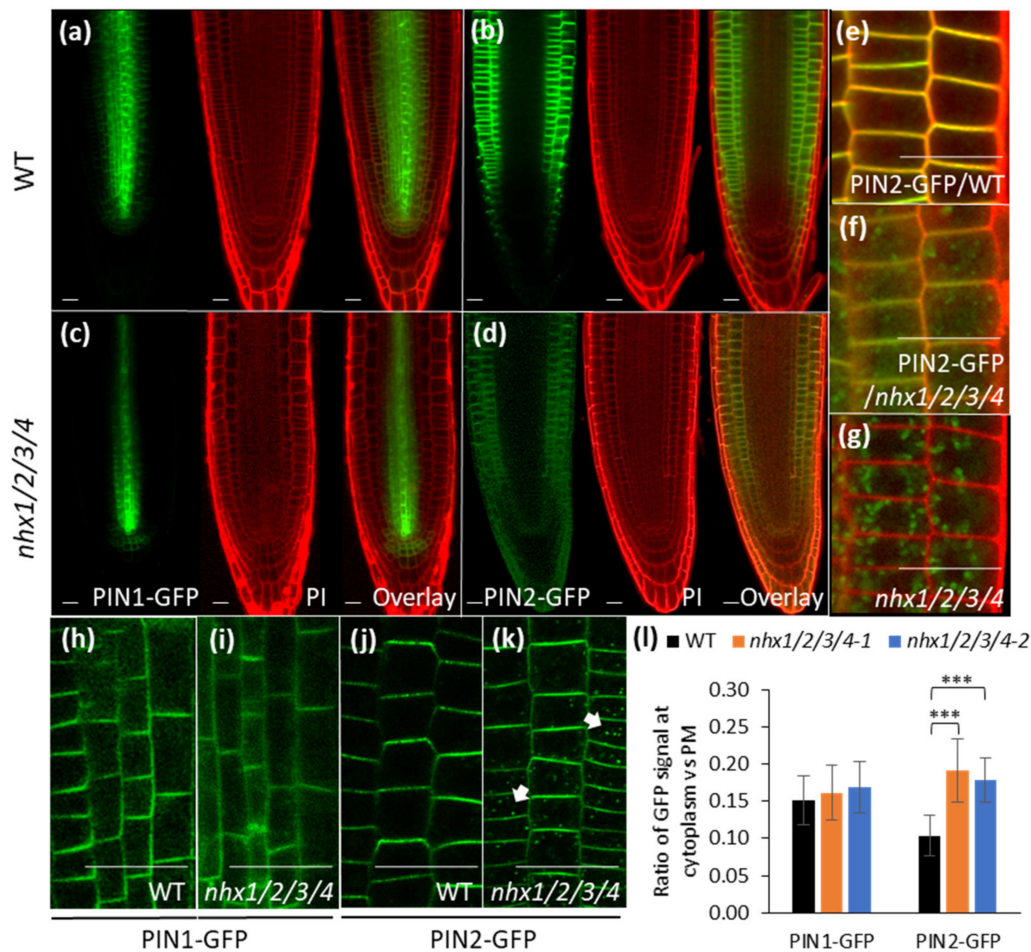 (a)
(b)
(e)
WT
PIN2-GFP/WT
(f)
PIN2-GFP
/nhx1/2/3/4
(c)
(d)
(g)
nhx1/2/3/4
PIN1-GFP
PI
Overlay
PIN2-GFP
PI
Overlay
nhx1/2/3/4
(h)
(i)
(j)
(k)
WT
nhx1/2/3/4
WT
nhx1/2/3/4
PIN1-GFP
PIN2-GFP
(l)
WT
nhx1/2/3/4-1
nhx1/2/3/4-2
Ratio of GFP signal at
cytoplasm vs PM
0.30
0.25
0.20
0.15
0.10
0.05
0.00
***
***
PIN1-GFP
PIN2-GFP